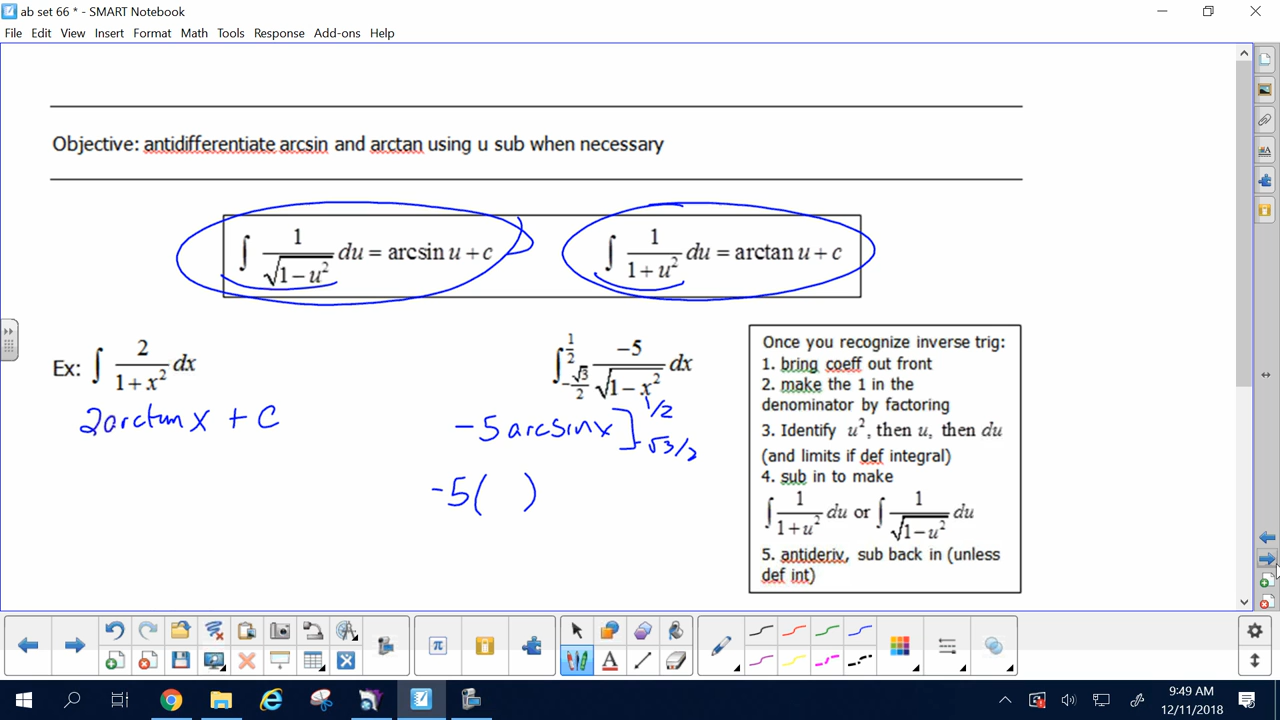 ab set 66 * - SMART Notebook
File Edit View Insert Format Math Tools Response Add-ons Help
Objective: antidifferentiate arcsin and arctan using u sub when necessary
∫ 1/√(1−u²) du = arcsin u + c
∫ 1/(1+u²) du = arctan u + c
Ex: ∫ 2/(1+x²) dx
2arctan x + C
∫_{-√3/2}^{1/2} −5/√(1−x²) dx
-5 arcsin x ]_{-√3/2}^{1/2}
-5( )
Once you recognize inverse trig:
1. bring coeff out front
2. make the 1 in the
denominator by factoring
3. Identify u², then u, then du
(and limits if def integral)
4. sub in to make
∫ 1/(1+u²) du or ∫ 1/√(1−u²) du
5. antideriv, sub back in (unless
def int)
9:49 AM
12/11/2018